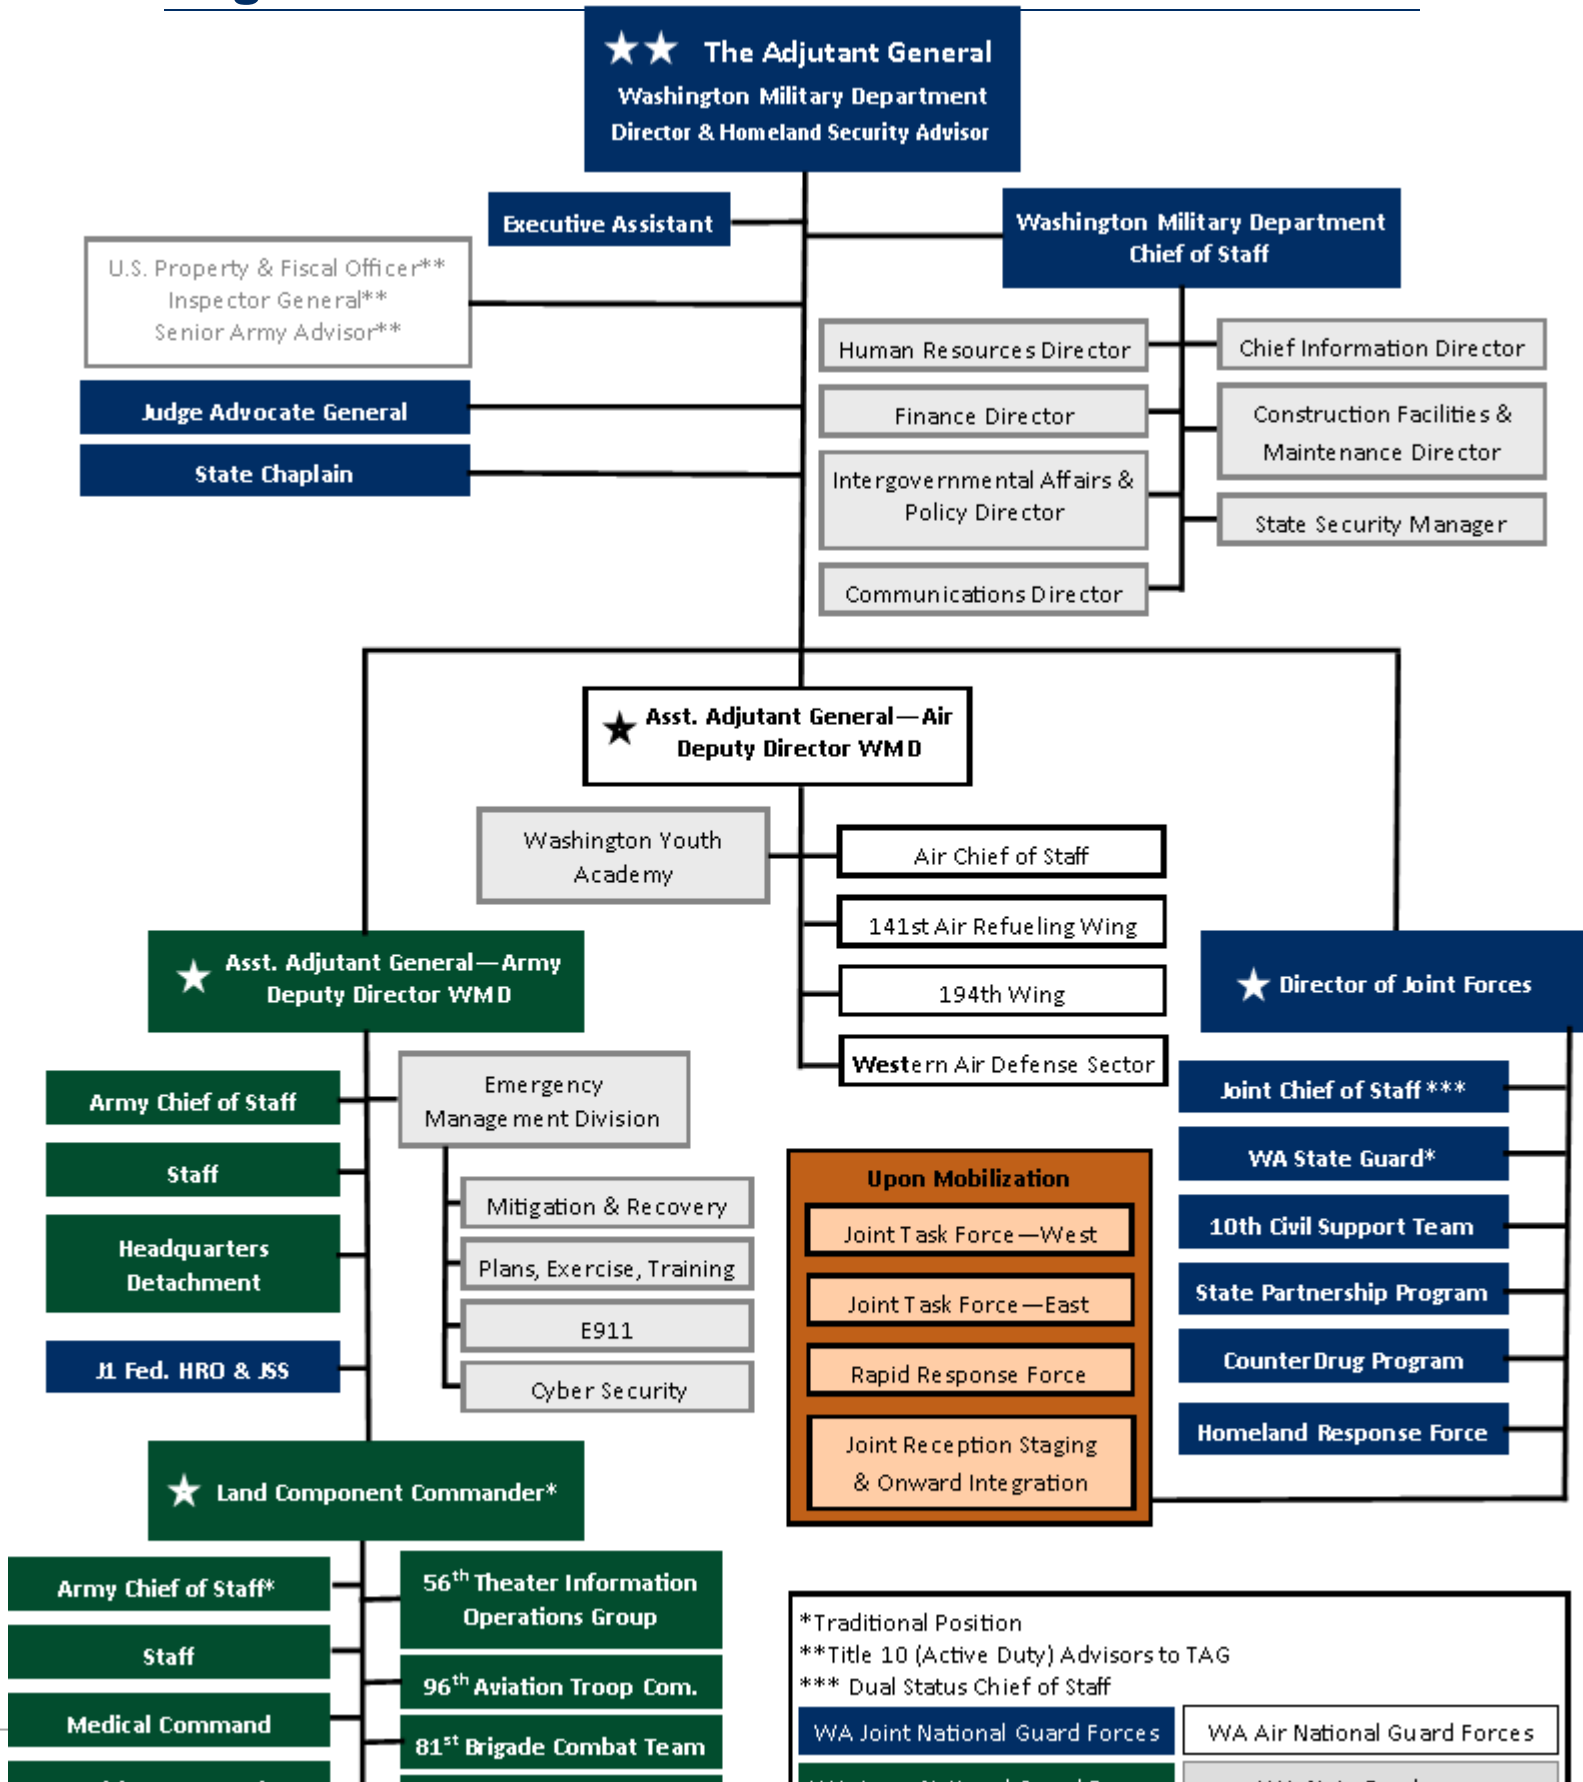 The Adjutant General
Washington Military Department
Director & Homeland Security Advisor
Executive Assistant
Washington Military Department
Chief of Staff
U.S. Property & Fiscal Officer**
Inspector General**
Senior Army Advisor**
Judge Advocate General
State Chaplain
Human Resources Director
Finance Director
Intergovernmental Affairs &
Policy Director
Communications Director
Chief Information Director
Construction Facilities &
Maintenance Director
State Security Manager
Asst. Adjutant General—Air
Deputy Director WMD
Washington Youth
Academy
Air Chief of Staff
141st Air Refueling Wing
194th Wing
Western Air Defense Sector
Asst. Adjutant General—Army
Deputy Director WMD
Army Chief of Staff
Staff
Headquarters
Detachment
J1 Fed. HRO & JSS
Emergency
Management Division
Mitigation & Recovery
Plans, Exercise, Training
E911
Cyber Security
Director of Joint Forces
Joint Chief of Staff ***
WA State Guard*
10th Civil Support Team
State Partnership Program
CounterDrug Program
Homeland Response Force
Upon Mobilization
Joint Task Force—West
Joint Task Force—East
Rapid Response Force
Joint Reception Staging
& Onward Integration
Land Component Commander*
Army Chief of Staff*
Staff
Medical Command
56th Theater Information
Operations Group
96th Aviation Troop Com.
81st Brigade Combat Team
*Traditional Position
**Title 10 (Active Duty) Advisors to TAG
*** Dual Status Chief of Staff
WA Joint National Guard Forces
WA Air National Guard Forces